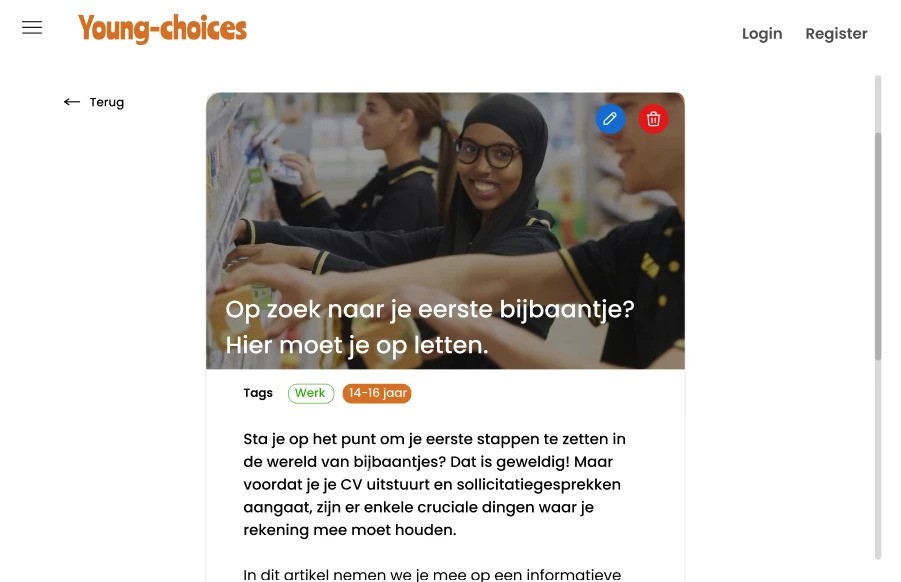 Young-choices
Login Register
Terug
Op zoek naar je eerste bijbaantje?
Hier moet je op letten.
Tags Werk 14-16 jaar
Sta je op het punt om je eerste stappen te zetten in
de wereld van bijbaantjes? Dat is geweldig! Maar
voordat je je CV uitstuurt en sollicitatiegesprekken
aangaat, zijn er enkele cruciale dingen waar je
rekening mee moet houden.
In dit artikel nemen we je mee op een informatieve